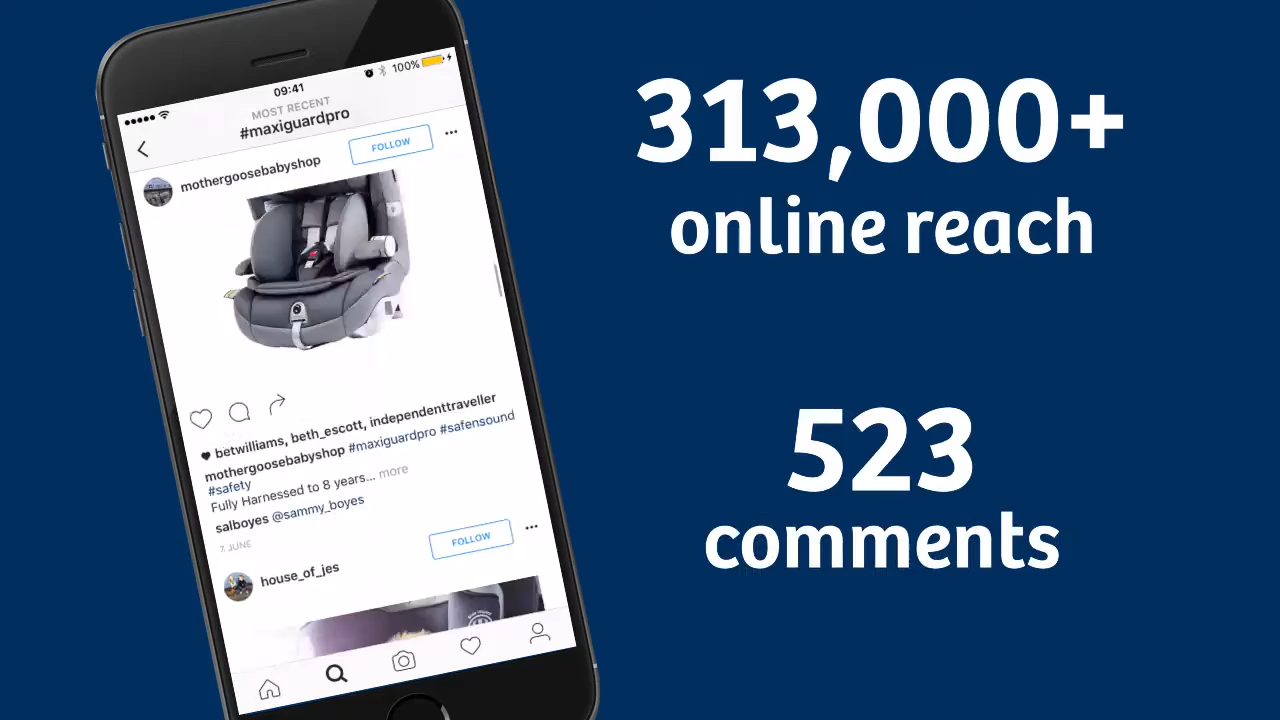 09:41
100%
MOST RECENT
#maxiguardpro
mothergoosebabyshop
FOLLOW
betwilliams, beth_escott, independenttraveller
mothergoosebabyshop #maxiguardpro #safensound
#safety
Fully Harnessed to 8 years... more
salboyes @sammy_boyes
7 JUNE
house_of_jes
FOLLOW
313,000+
online reach
523
comments